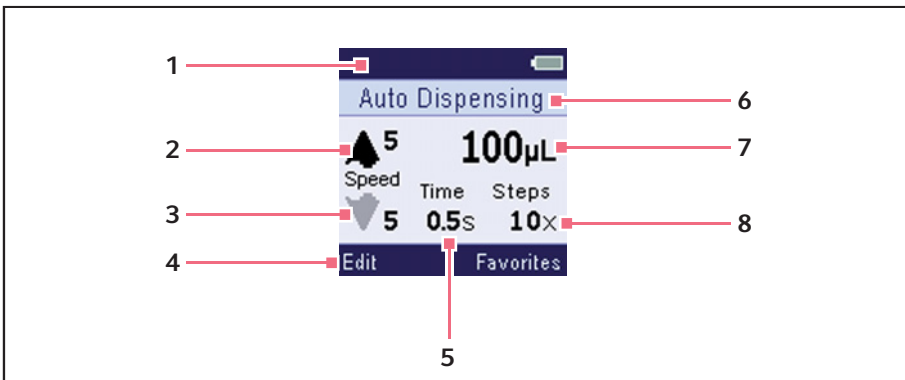 1
Auto Dispensing
6
2
5
100µL
7
Speed
Time
Steps
3
5
0.5s
10x
8
4
Edit
Favorites
5